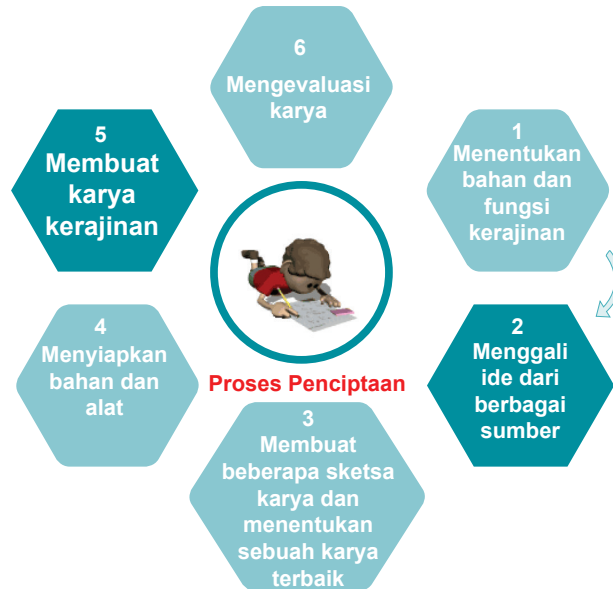 6
Mengevaluasi
karya
5
Membuat
karya
kerajinan
1
Menentukan
bahan dan
fungsi
kerajinan
4
Menyiapkan
bahan dan
alat
Proses Penciptaan
2
Menggali
ide dari
berbagai
sumber
3
Membuat
beberapa sketsa
karya dan
menentukan
sebuah karya
terbaik